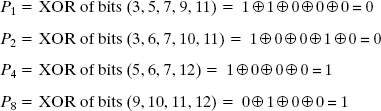 P₁ = XOR of bits (3, 5, 7, 9, 11) = 1⊕1⊕0⊕0⊕0 = 0
P₂ = XOR of bits (3, 6, 7, 10, 11) = 1⊕0⊕0⊕1⊕0 = 0
P₄ = XOR of bits (5, 6, 7, 12) = 1⊕0⊕0⊕0 = 1
P₈ = XOR of bits (9, 10, 11, 12) = 0⊕1⊕0⊕0 = 1